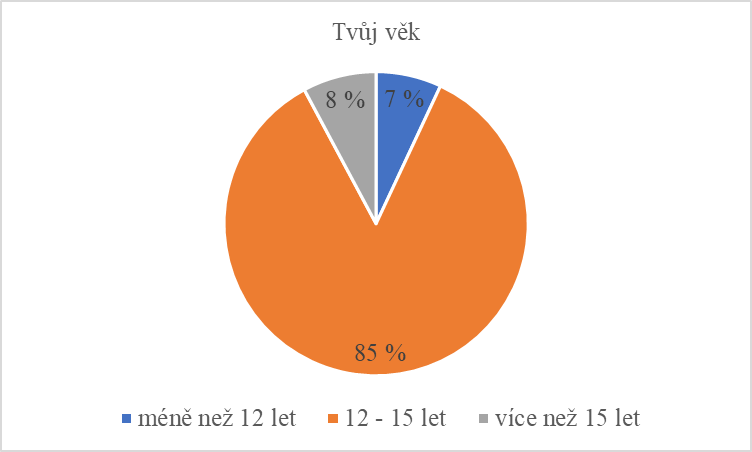 Tvůj věk
8 %
7 %
85 %
méně než 12 let
12 - 15 let
více než 15 let